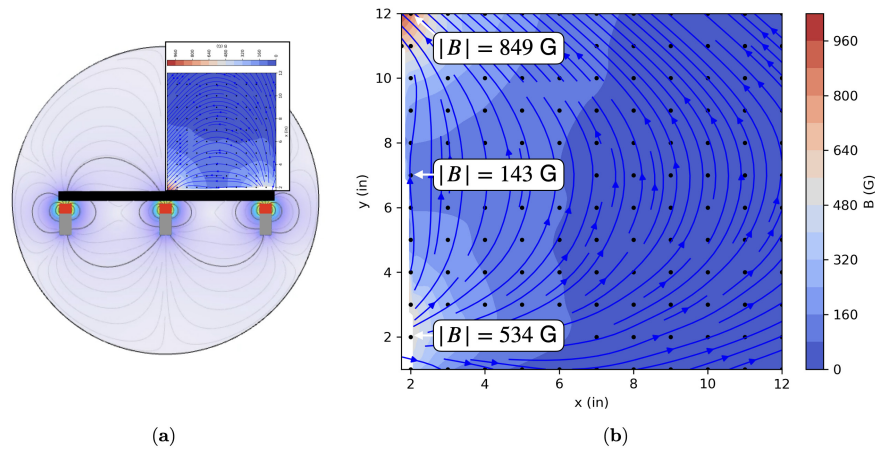 12
10
8
6
4
2
y (in)
|B| = 849 G
|B| = 143 G
|B| = 534 G
2 4 6 8 10 12
x (in)
960
800
640
480
320
160
0
B (G)
(a)
(b)